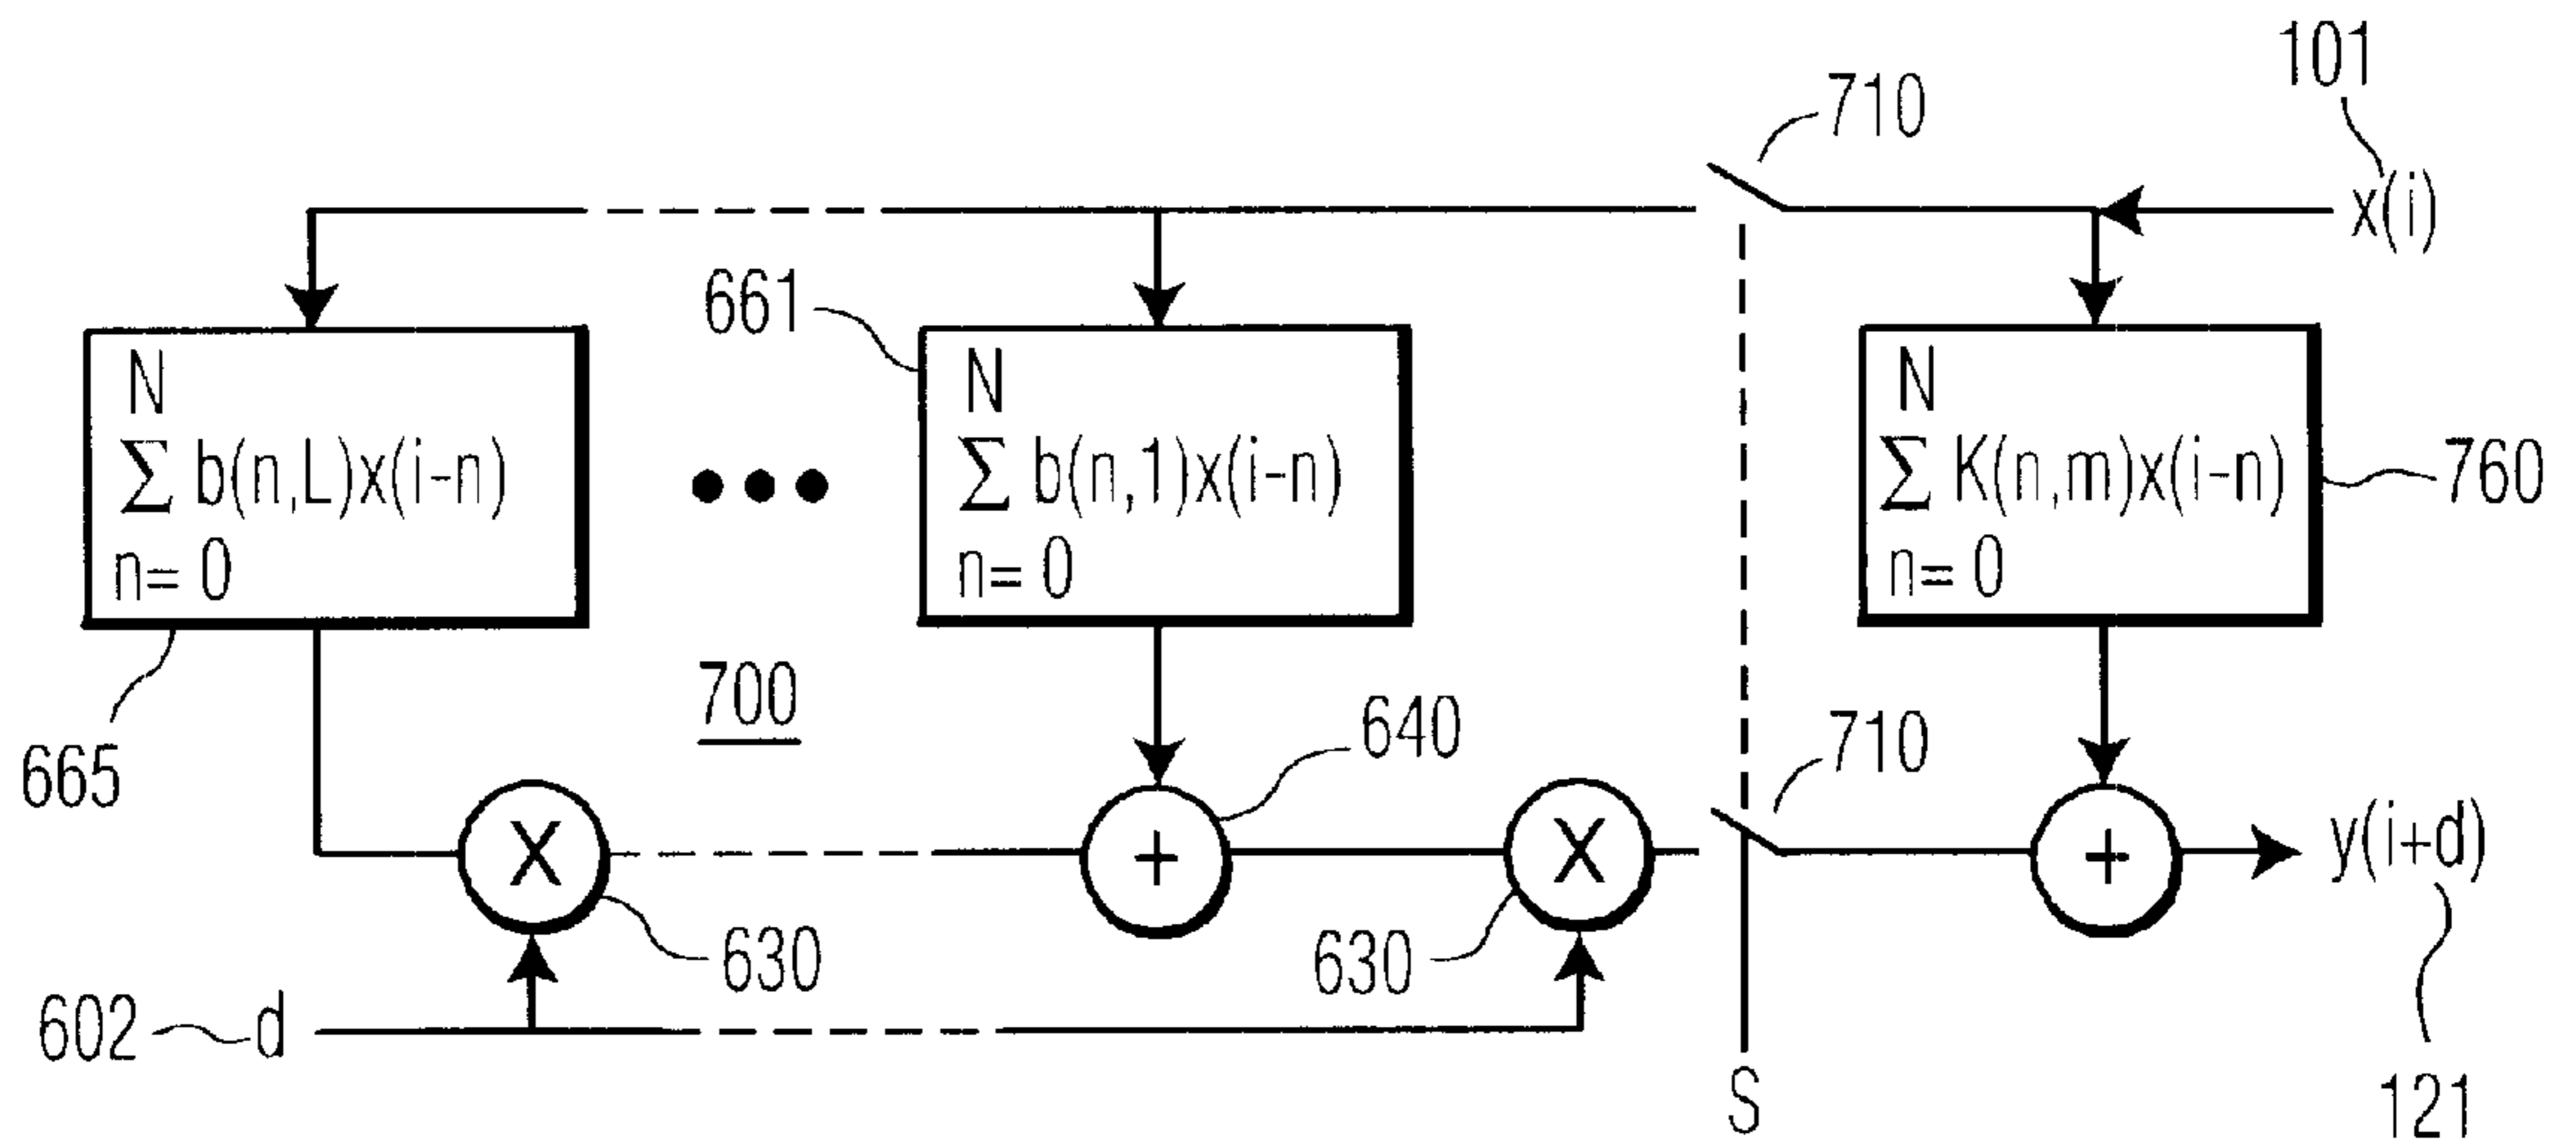 101
710
x(i)
661
N
Σ b(n,L)x(i-n)
n= 0
N
Σ b(n,1)x(i-n)
n= 0
N
Σ K(n,m)x(i-n)
n= 0
760
700
665
640
710
X
+
X
+
y(i+d)
630
630
602
d
S
121